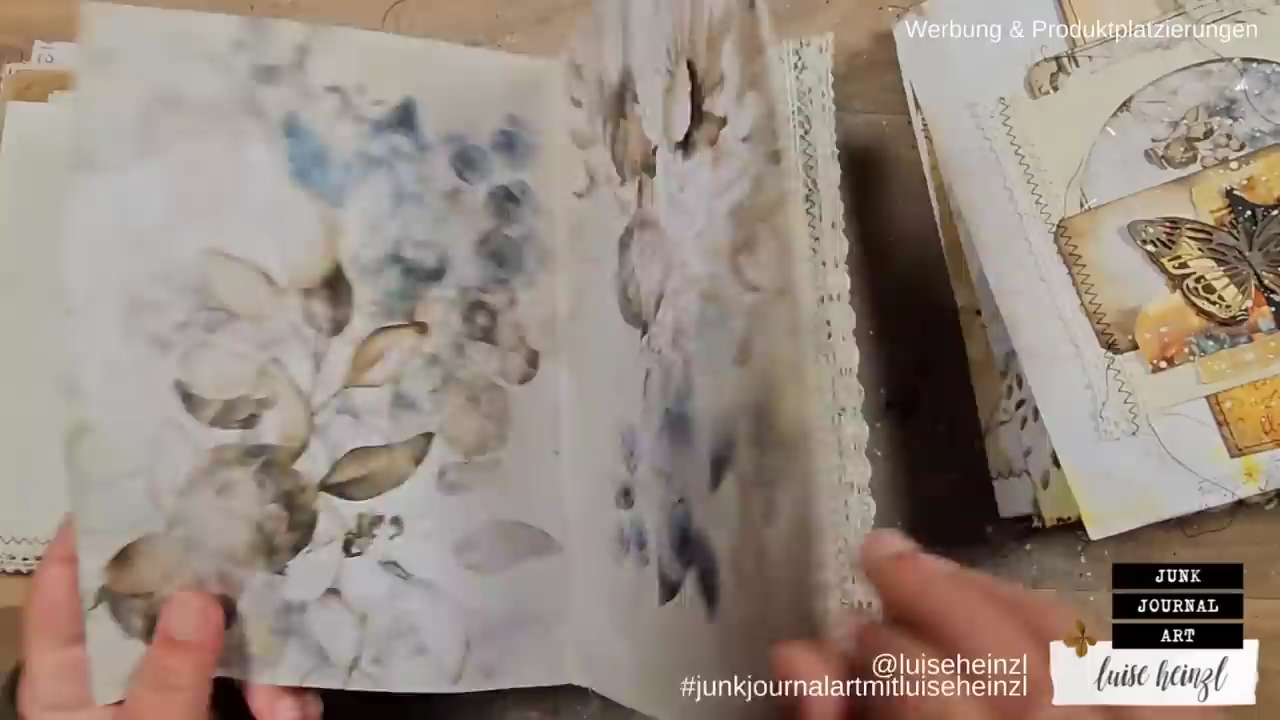 Werbung & Produktplatzierungen
JUNK
JOURNAL
ART
@luiseheinzl
#junkjournalartmitluiseheinzl
luise heinzl